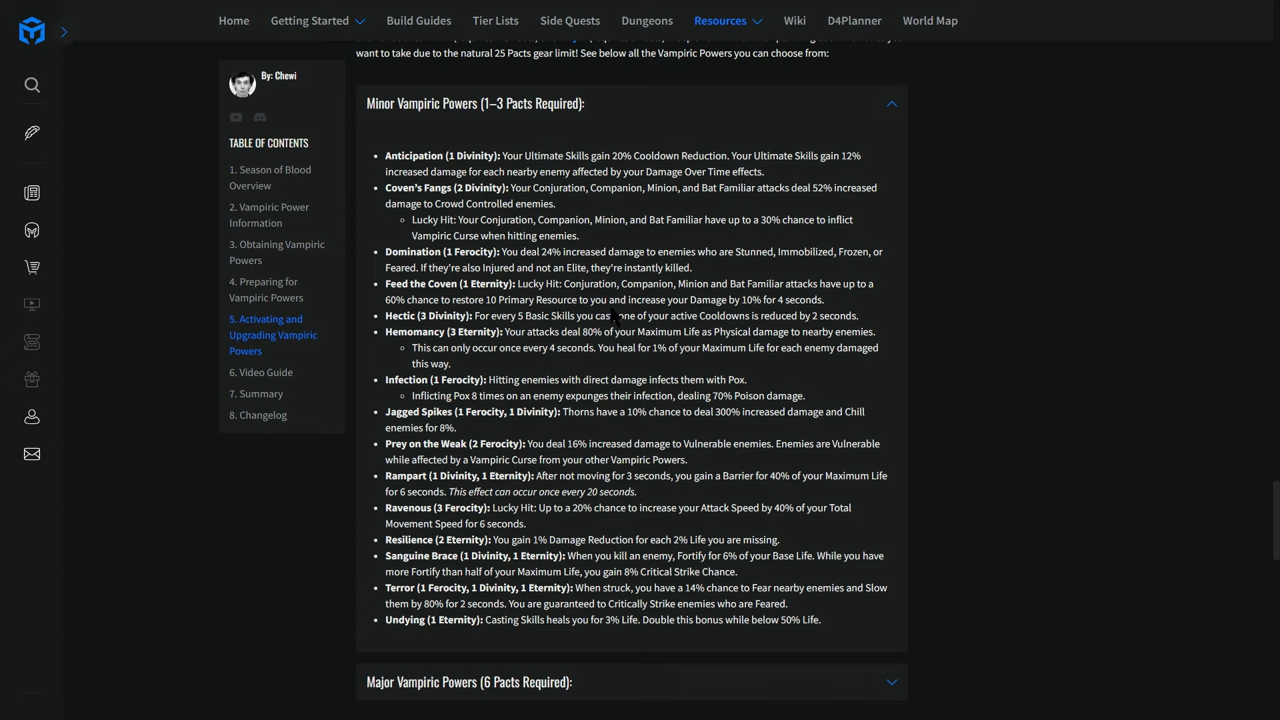 Home
Getting Started
Build Guides
Tier Lists
Side Quests
Dungeons
Resources
Wiki
D4Planner
World Map
By: Chewi
TABLE OF CONTENTS
1. Season of Blood
Overview
2. Vampiric Power
Information
3. Obtaining Vampiric
Powers
4. Preparing for
Vampiric Powers
5. Activating and
Upgrading Vampiric
Powers
6. Video Guide
7. Summary
8. Changelog
want to take due to the natural 25 Pacts gear limit! See below all the Vampiric Powers you can choose from:
Minor Vampiric Powers (1–3 Pacts Required):
• Anticipation (1 Divinity): Your Ultimate Skills gain 20% Cooldown Reduction. Your Ultimate Skills gain 12%
increased damage for each nearby enemy affected by your Damage Over Time effects.
• Coven's Fangs (2 Divinity): Your Conjuration, Companion, Minion, and Bat Familiar attacks deal 52% increased
damage to Crowd Controlled enemies.
Lucky Hit: Your Conjuration, Companion, Minion, and Bat Familiar have up to a 30% chance to inflict
Vampiric Curse when hitting enemies.
• Domination (1 Ferocity): You deal 24% increased damage to enemies who are Stunned, Immobilized, Frozen, or
Feared. If they're also Injured and not an Elite, they're instantly killed.
• Feed the Coven (1 Eternity): Lucky Hit: Conjuration, Companion, Minion and Bat Familiar attacks have up to a
60% chance to restore 10 Primary Resource to you and increase your Damage by 10% for 4 seconds.
• Hectic (3 Divinity): For every 5 Basic Skills you cast one of your active Cooldowns is reduced by 2 seconds.
• Hemomancy (3 Eternity): Your attacks deal 80% of your Maximum Life as Physical damage to nearby enemies.
This can only occur once every 4 seconds. You heal for 1% of your Maximum Life for each enemy damaged
this way.
• Infection (1 Ferocity): Hitting enemies with direct damage infects them with Pox.
Inflicting Pox 8 times on an enemy expunges their infection, dealing 70% Poison damage.
• Jagged Spikes (1 Ferocity, 1 Divinity): Thorns have a 10% chance to deal 300% increased damage and Chill
enemies for 8%.
• Prey on the Weak (2 Ferocity): You deal 16% increased damage to Vulnerable enemies. Enemies are Vulnerable
while affected by a Vampiric Curse from your other Vampiric Powers.
• Rampart (1 Divinity, 1 Eternity): After not moving for 3 seconds, you gain a Barrier for 40% of your Maximum Life
for 6 seconds. This effect can occur once every 20 seconds.
• Ravenous (3 Ferocity): Lucky Hit: Up to a 20% chance to increase your Attack Speed by 40% of your Total
Movement Speed for 6 seconds.
• Resilience (2 Eternity): You gain 1% Damage Reduction for each 2% Life you are missing.
• Sanguine Brace (1 Divinity, 1 Eternity): When you kill an enemy, Fortify for 6% of your Base Life. While you have
more Fortify than half of your Maximum Life, you gain 8% Critical Strike Chance.
• Terror (1 Ferocity, 1 Divinity, 1 Eternity): When struck, you have a 14% chance to Fear nearby enemies and Slow
them by 80% for 2 seconds. You are guaranteed to Critically Strike enemies who are Feared.
• Undying (1 Eternity): Casting Skills heals you for 3% Life. Double this bonus while below 50% Life.
Major Vampiric Powers (6 Pacts Required):